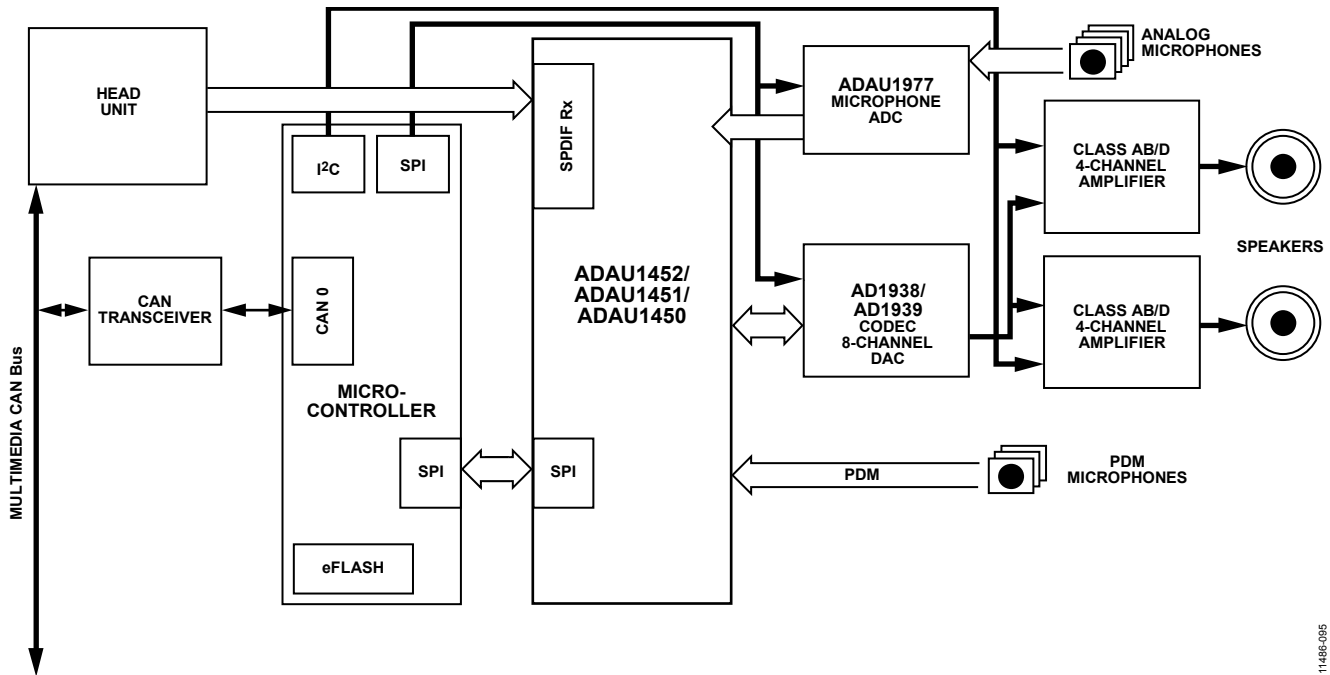 HEAD
UNIT
I²C
SPI
SPDIF Rx
ADAU1977
MICROPHONE
ADC
ANALOG
MICROPHONES
CLASS AB/D
4-CHANNEL
AMPLIFIER
SPEAKERS
CAN
TRANSCEIVER
CAN 0
MICRO-
CONTROLLER
ADAU1452/
ADAU1451/
ADAU1450
AD1938/
AD1939
CODEC
8-CHANNEL
DAC
CLASS AB/D
4-CHANNEL
AMPLIFIER
MULTIMEDIA CAN Bus
SPI
SPI
PDM
PDM
MICROPHONES
eFLASH
11486-095